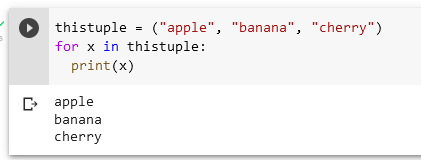 thistuple = ("apple", "banana", "cherry")
for x in thistuple:
  print(x)
apple
banana
cherry